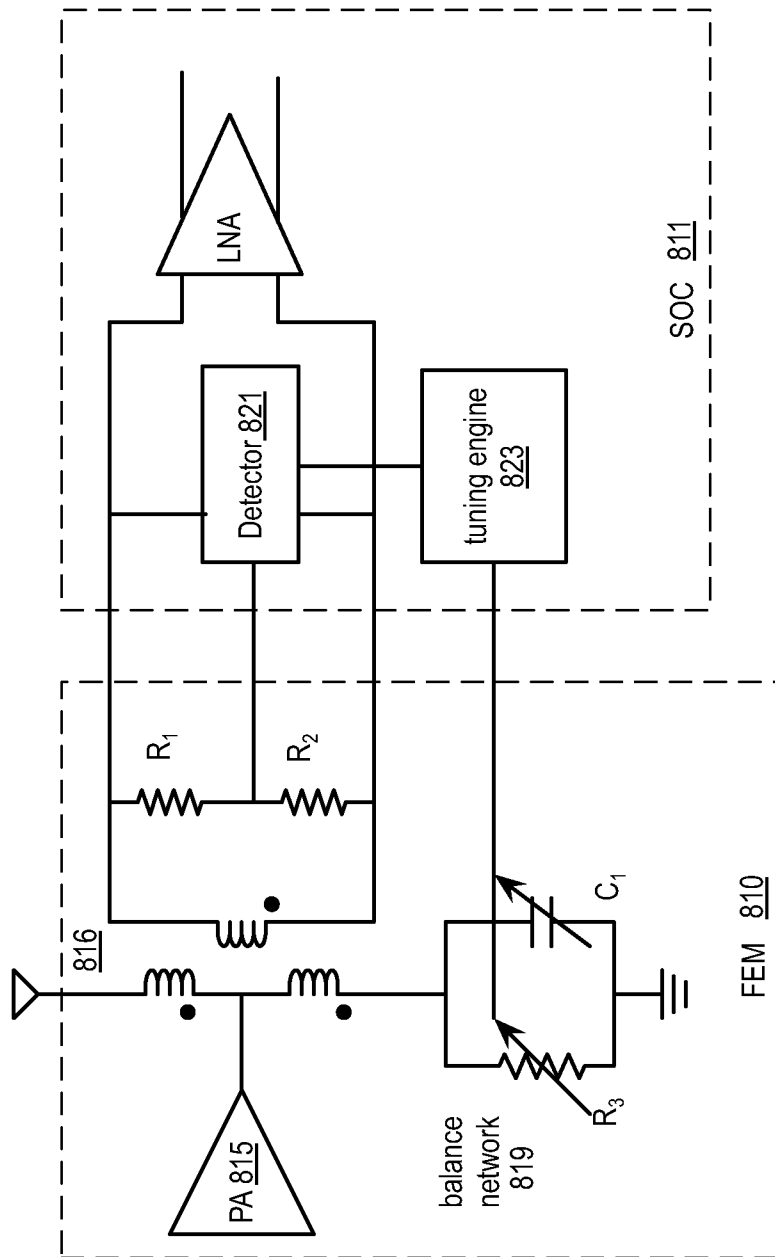 SOC 811
LNA
Detector 821
tuning engine
823
R1
R2
816
PA 815
balance
network
819
R3
C1
FEM 810